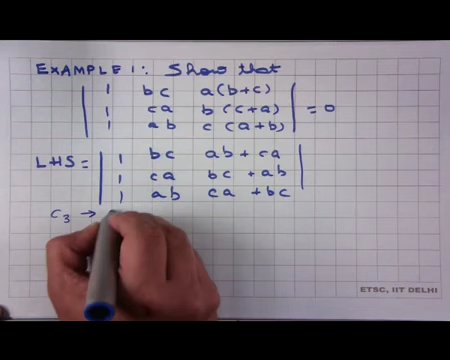 EXAMPLE 1:- Show that
| 1 bc a(b+c) |
| 1 ca b(c+a) | = 0
| 1 ab c(a+b) |
LHS = | 1 bc ab + ca |
| 1 ca bc + ab |
| 1 ab ca + bc |
C3 →
ETSC, IIT DELHI